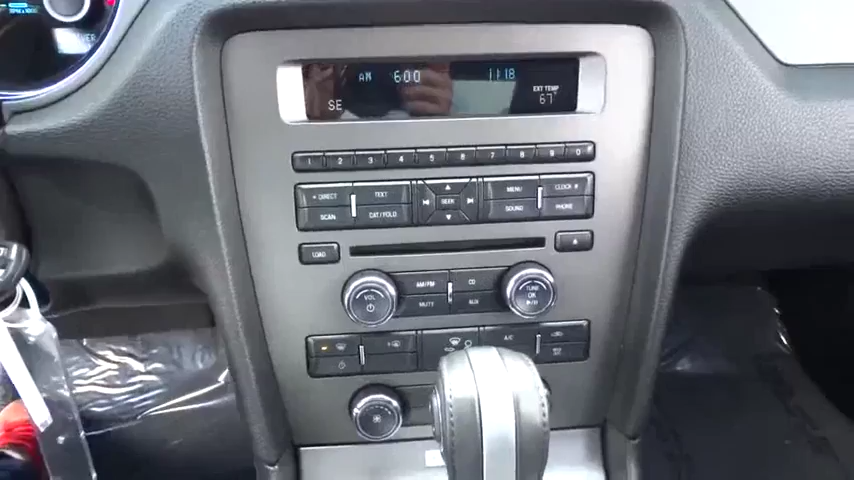 AM 600 11:18
EXT TEMP
SE 67°
1 2 3 4 5 6 7 8 9 0
DIRECT TEXT MENU CLOCK
SEEK
SCAN CAT/FOLD SOUND PHONE
LOAD
AM/FM CD TUNE
VOL OK
MUTE AUX
A/C